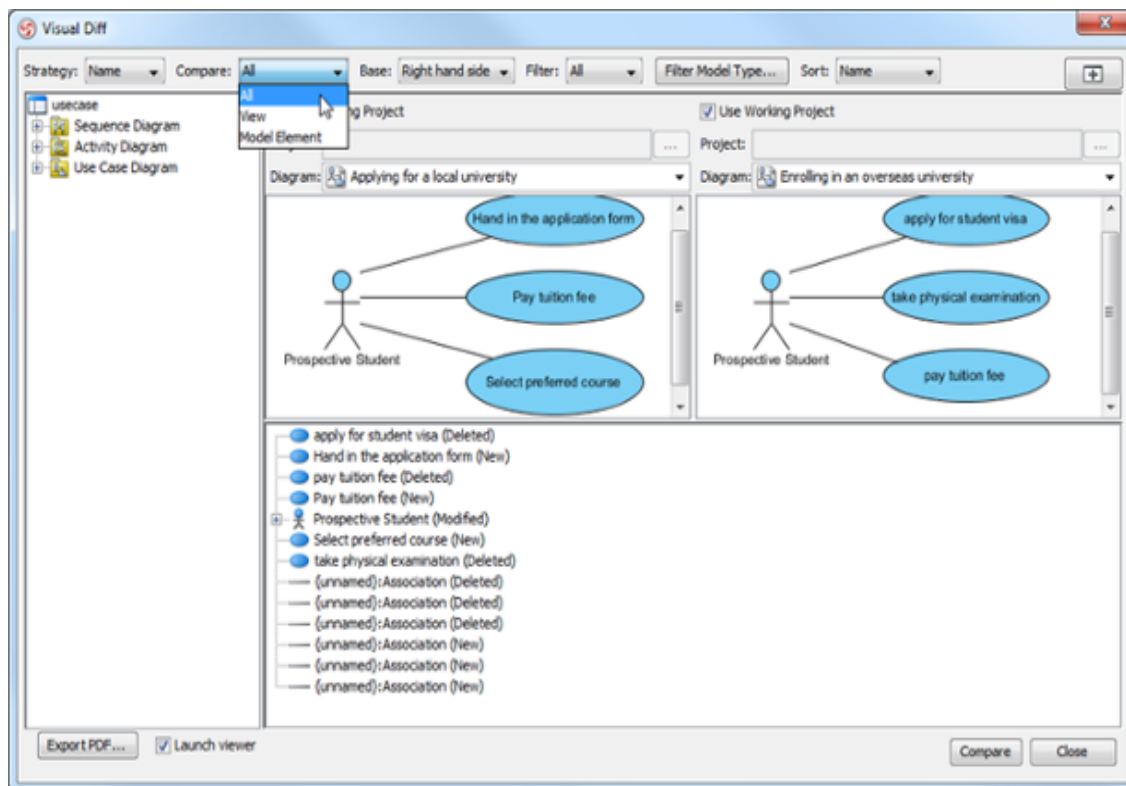 Visual Diff
Strategy: Name Compare: All Base: Right hand side Filter: All Filter Model Type... Sort: Name
All
View
Model Element
usecase
Sequence Diagram
Activity Diagram
Use Case Diagram
Project
Use Working Project
...
Project: ...
Diagram: Applying for a local university
Diagram: Enrolling in an overseas university
Hand in the application form
Pay tuition fee
Select preferred course
Prospective Student
apply for student visa
take physical examination
pay tuition fee
Prospective Student
apply for student visa (Deleted)
Hand in the application form (New)
pay tuition fee (Deleted)
Pay tuition fee (New)
Prospective Student (Modified)
Select preferred course (New)
take physical examination (Deleted)
{unnamed}:Association (Deleted)
{unnamed}:Association (Deleted)
{unnamed}:Association (Deleted)
{unnamed}:Association (New)
{unnamed}:Association (New)
{unnamed}:Association (New)
Export PDF... Launch viewer
Compare Close